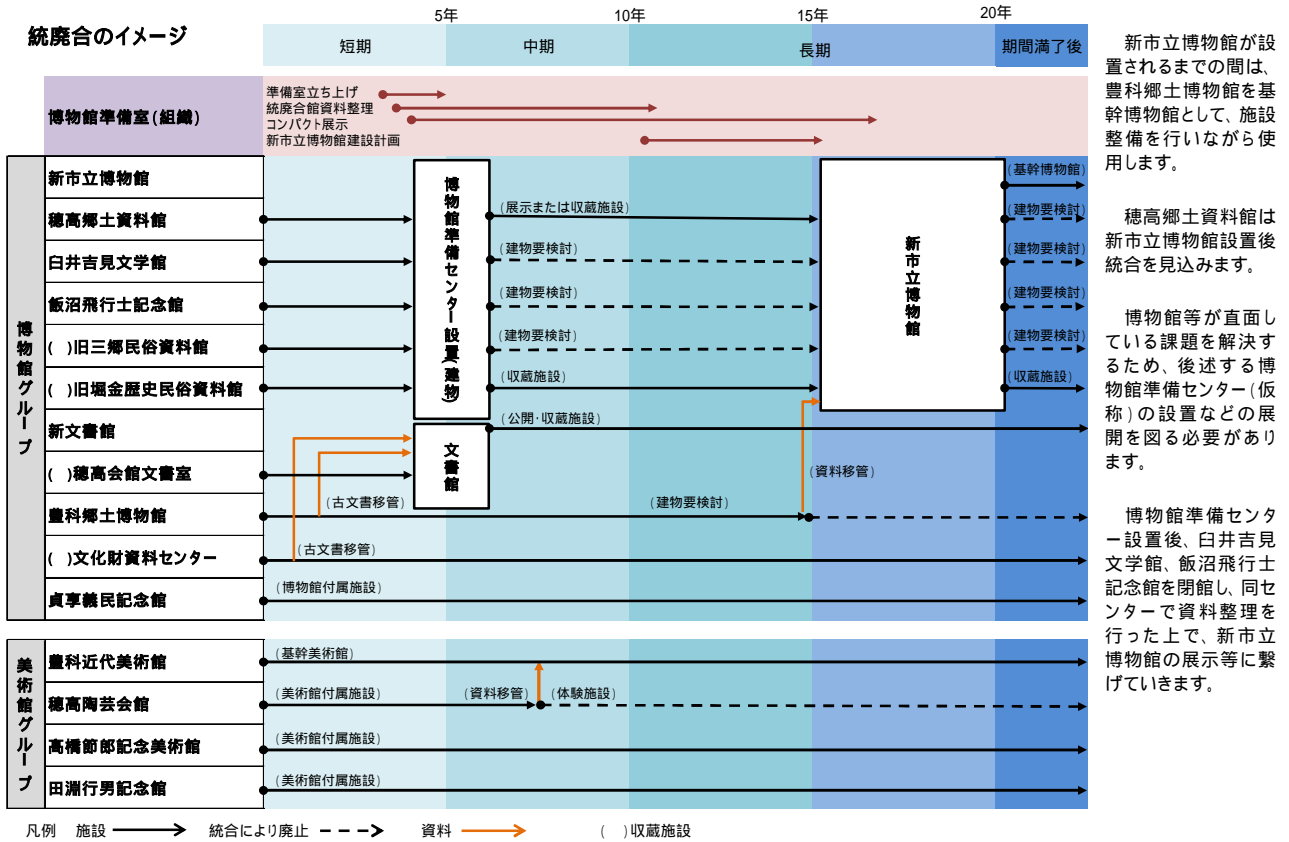 統廃合のイメージ
5年
10年
15年
20年
短期
中期
長期
期間満了後
博物館準備室(組織)
準備室立ち上げ
統廃合館資料整理
コンパクト展示
新市立博物館建設計画
博物館グループ
新市立博物館
穂高郷土資料館
臼井吉見文学館
飯沼飛行士記念館
(　)旧三郷民俗資料館
(　)旧堀金歴史民俗資料館
新文書館
(　)穂高会館文書室
豊科郷土博物館
(　)文化財資料センター
貞享義民記念館
博物館準備センター設置(建物)
文書館
新市立博物館
(展示または収蔵施設)
(建物要検討)
(建物要検討)
(建物要検討)
(収蔵施設)
(公開・収蔵施設)
(基幹博物館)
(建物要検討)
(建物要検討)
(建物要検討)
(建物要検討)
(収蔵施設)
(資料移管)
(古文書移管)
(建物要検討)
(古文書移管)
(博物館付属施設)
美術館グループ
豊科近代美術館
穂高陶芸会館
高橋節郎記念美術館
田淵行男記念館
(基幹美術館)
(美術館付属施設)
(資料移管)
(体験施設)
(美術館付属施設)
(美術館付属施設)
凡例　施設　統合により廃止　資料　(　)収蔵施設
新市立博物館が設
置されるまでの間は、
豊科郷土博物館を基
幹博物館として、施設
整備を行いながら使
用します。
穂高郷土資料館は
新市立博物館設置後
統合を見込みます。
博物館等が直面し
ている課題を解決す
るため、後述する博
物館準備センター(仮
称)の設置などの展
開を図る必要があり
ます。
博物館準備センタ
ー設置後、臼井吉見
文学館、飯沼飛行士
記念館を閉館し、同セ
ンターで資料整理を
行った上で、新市立
博物館の展示等に繋
げていきます。